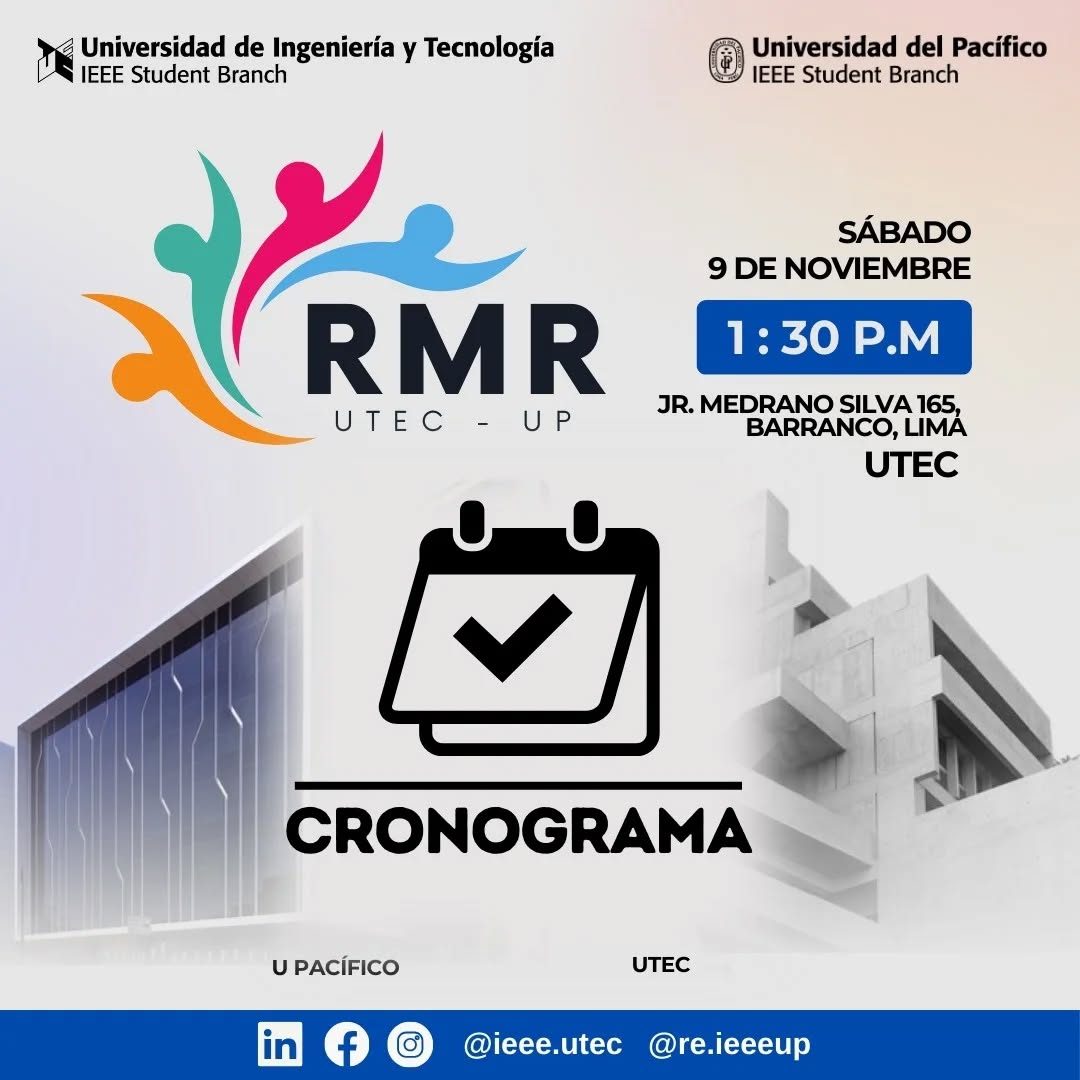 Universidad de Ingeniería y Tecnología
IEEE Student Branch
Universidad del Pacífico
IEEE Student Branch
SÁBADO
9 DE NOVIEMBRE
1 : 30 P.M
JR. MEDRANO SILVA 165,
BARRANCO, LIMA
UTEC
RMR
UTEC - UP
CRONOGRAMA
U PACÍFICO
UTEC
@ieee.utec @re.ieeeup